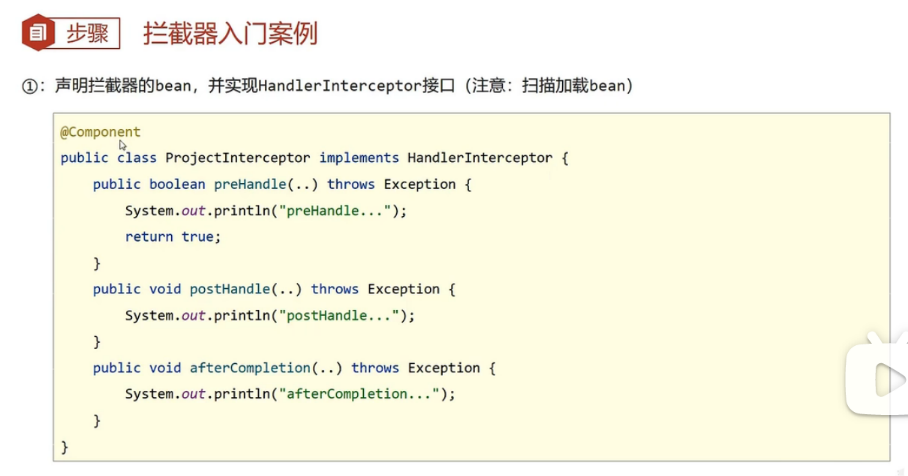 步骤 拦截器入门案例
①：声明拦截器的bean，并实现HandlerInterceptor接口（注意：扫描加载bean）
@Component
public class ProjectInterceptor implements HandlerInterceptor {
    public boolean preHandle(..) throws Exception {
        System.out.println("preHandle...");
        return true;
    }
    public void postHandle(..) throws Exception {
        System.out.println("postHandle...");
    }
    public void afterCompletion(..) throws Exception {
        System.out.println("afterCompletion...");
    }
}